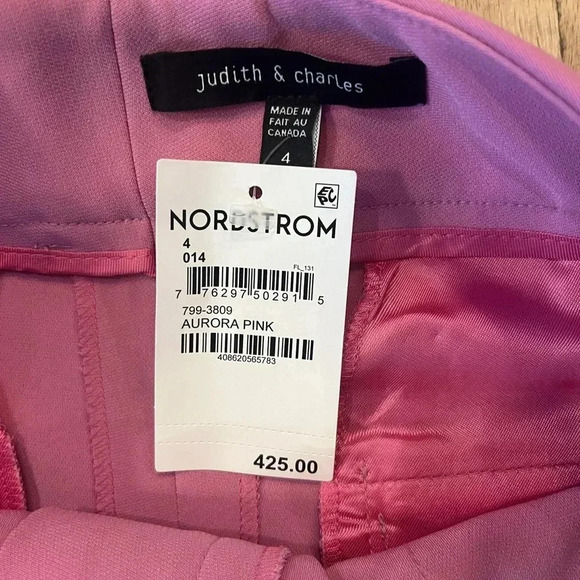 judith & charles
MADE IN
FAIT AU
CANADA
4
NORDSTROM
4
014
FL_131
7 76297 50291 5
799-3809
AURORA PINK
408620565783
425.00